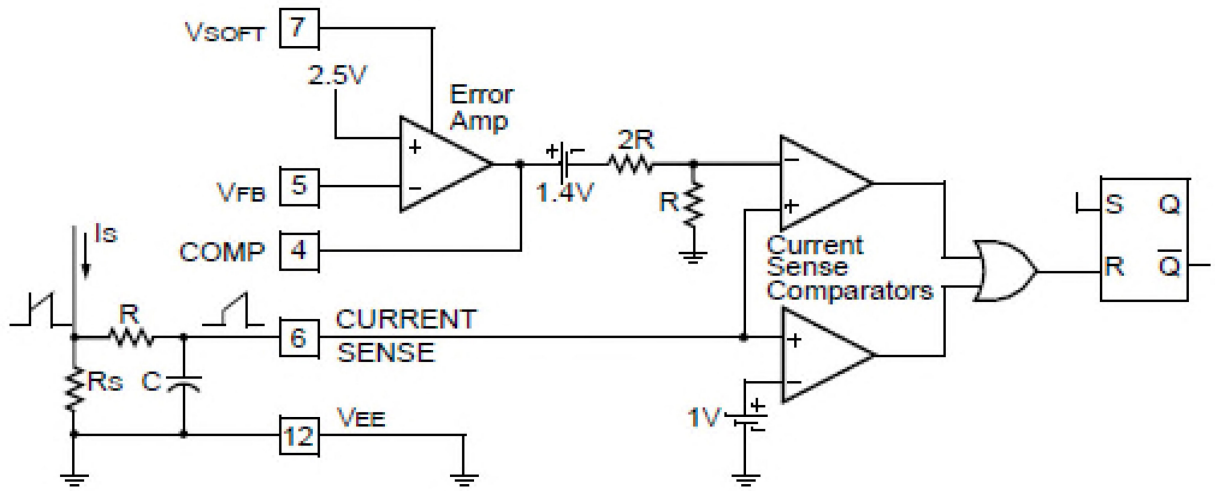 VSOFT 7
2.5V
Error
Amp
+
−
VFB 5
COMP 4
+ −
1.4V
2R
R
−
+
Current
Sense
Comparators
S Q
R Q̅
Is
R
6 CURRENT
SENSE
Rs C
12 VEE
+
−
1V
+
−